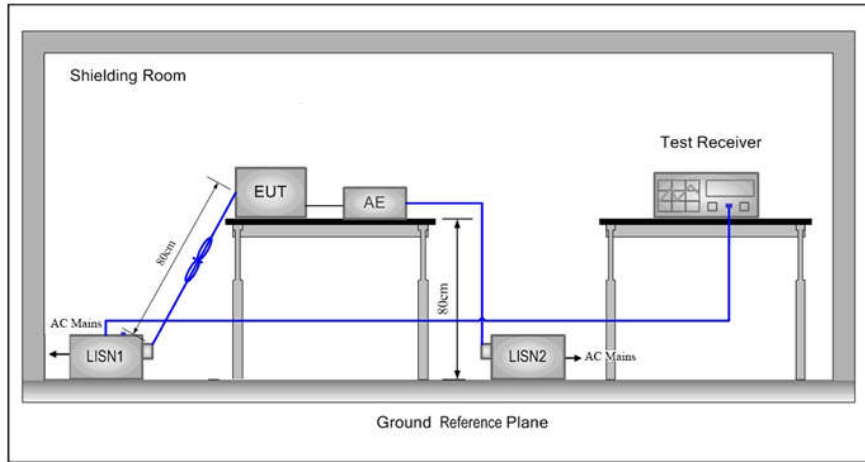 Shielding Room
Test Receiver
EUT
AE
80cm
80cm
AC Mains
LISN1
LISN2
AC Mains
Ground Reference Plane